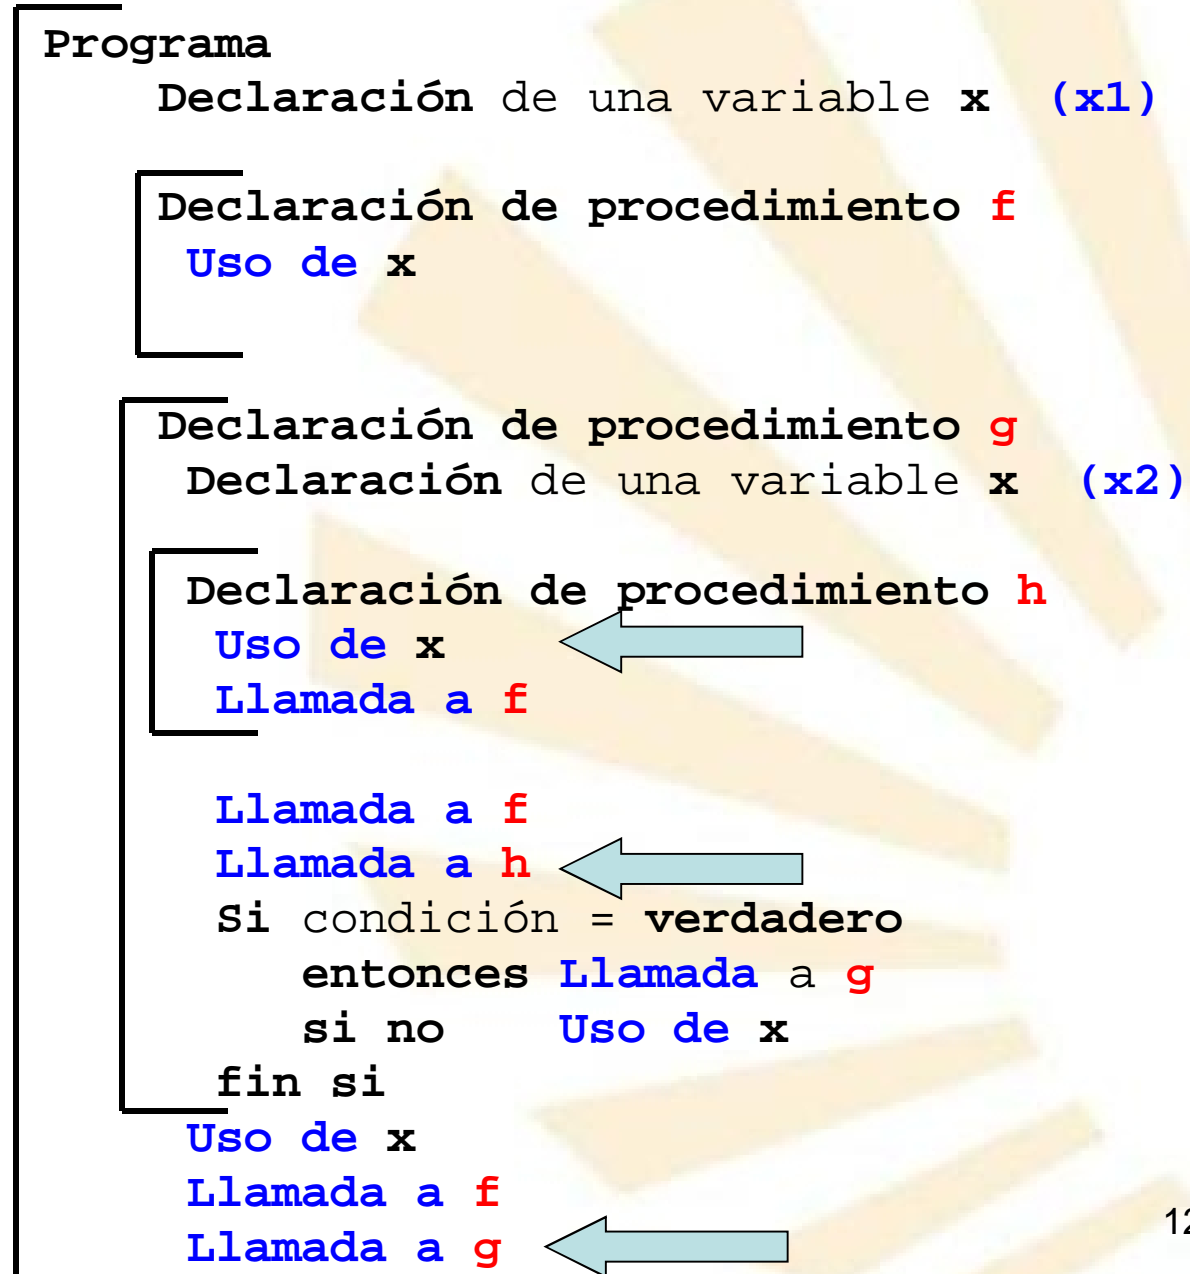 Programa
Declaración de una variable x (x1)
Declaración de procedimiento f
Uso de x
Declaración de procedimiento g
Declaración de una variable x (x2)
Declaración de procedimiento h
Uso de x
Llamada a f
Llamada a f
Llamada a h
Si condición = verdadero
entonces Llamada a g
si no Uso de x
fin si
Uso de x
Llamada a f
Llamada a g